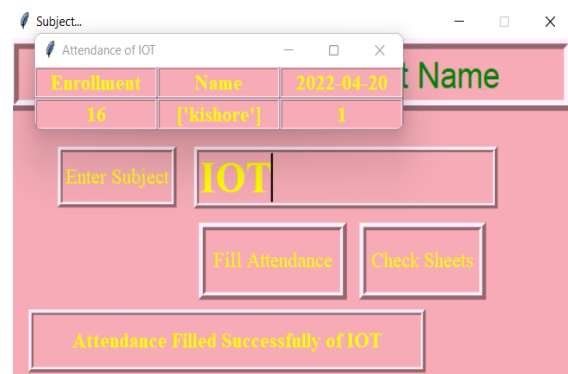 Subject...
Attendance of IOT
t Name
Enrollment Name 2022-04-20
16 ['kishore'] 1
Enter Subject IOT
Fill Attendance Check Sheets
Attendance Filled Successfully of IOT